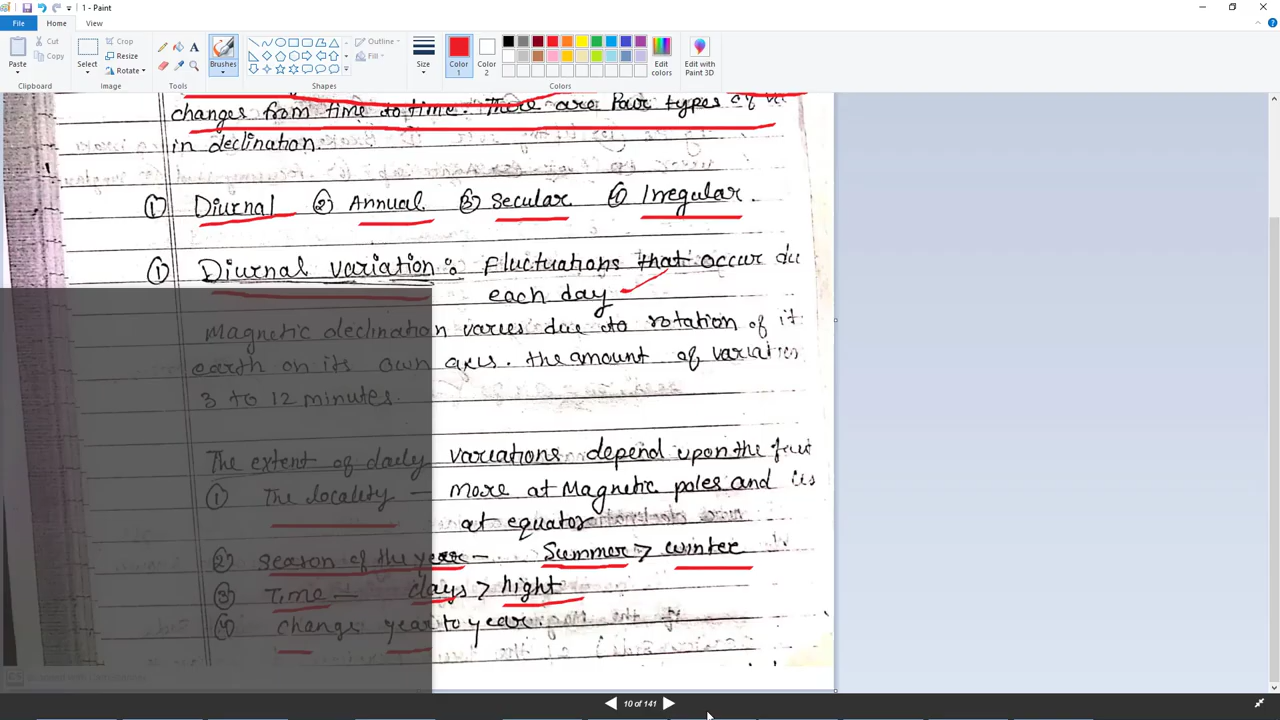 1 - Paint
File Home View
Paste Cut Copy Select Crop Resize Rotate Brushes Outline Fill Size Color 1 Color 2 Edit colors Edit with Paint 3D
Clipboard Image Tools Shapes Colors
changes from time to time. There are Four types of
in declination.
① Diurnal ② Annual ③ Secular ④ Irregular.
① Diurnal variation: Fluctuations that occur
each day
Magnetic declination varies due to rotation of
earth on its own axis. the amount of variation
3 to 12 minutes.
The extent of daily variations depend upon the
① The locality - More at Magnetic poles and
at equator
② Season of the year - Summer > winter
③ Time - days > night
④ change year to year.
10 of 141